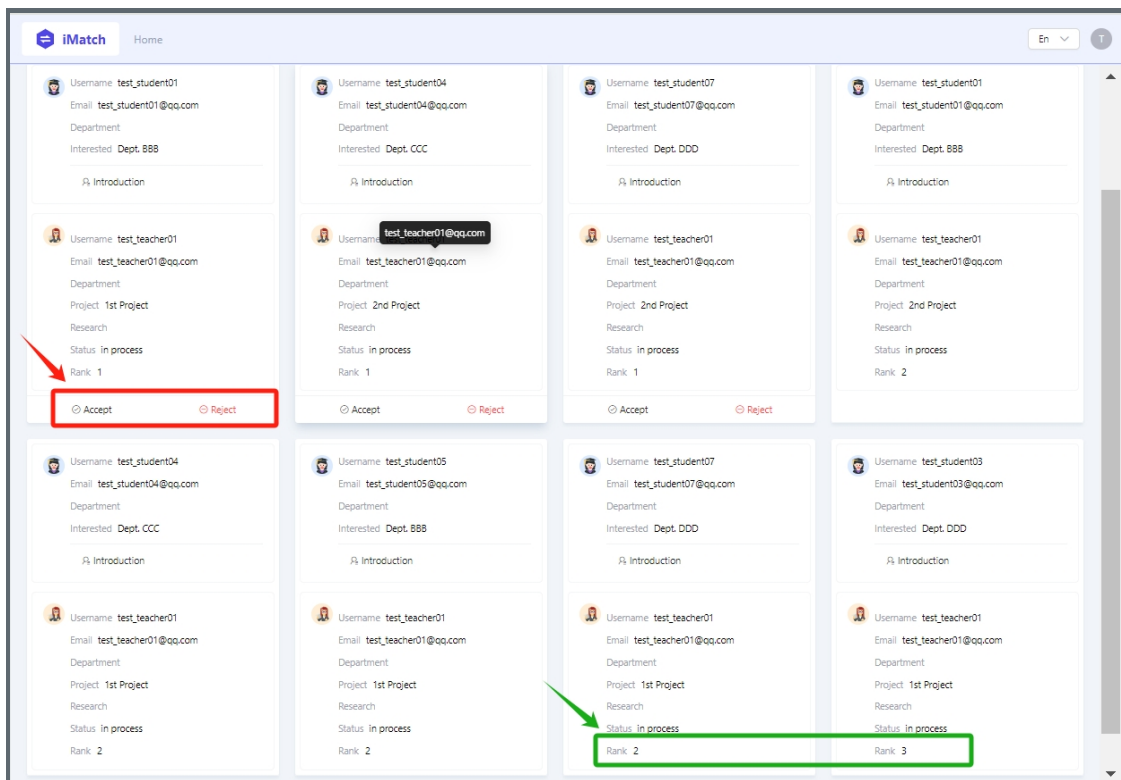 iMatch
Home
En
T
Username test_student01
Email test_student01@qq.com
Department
Interested Dept. BBB
Introduction
Username test_teacher01
Email test_teacher01@qq.com
Department
Project 1st Project
Research
Status in process
Rank 1
Accept
Reject
Username test_student04
Email test_student04@qq.com
Department
Interested Dept. CCC
Introduction
test_teacher01@qq.com
Username
Email test_teacher01@qq.com
Department
Project 2nd Project
Research
Status in process
Rank 1
Accept
Reject
Username test_student07
Email test_student07@qq.com
Department
Interested Dept. DDD
Introduction
Username test_teacher01
Email test_teacher01@qq.com
Department
Project 2nd Project
Research
Status in process
Rank 1
Accept
Reject
Username test_student01
Email test_student01@qq.com
Department
Interested Dept. BBB
Introduction
Username test_teacher01
Email test_teacher01@qq.com
Department
Project 2nd Project
Research
Status in process
Rank 2
Username test_student04
Email test_student04@qq.com
Department
Interested Dept. CCC
Introduction
Username test_teacher01
Email test_teacher01@qq.com
Department
Project 1st Project
Research
Status in process
Rank 2
Username test_student05
Email test_student05@qq.com
Department
Interested Dept. BBB
Introduction
Username test_teacher01
Email test_teacher01@qq.com
Department
Project 1st Project
Research
Status in process
Rank 2
Username test_student07
Email test_student07@qq.com
Department
Interested Dept. DDD
Introduction
Username test_teacher01
Email test_teacher01@qq.com
Department
Project 1st Project
Research
Status in process
Rank 2
Username test_student03
Email test_student03@qq.com
Department
Interested Dept. DDD
Introduction
Username test_teacher01
Email test_teacher01@qq.com
Department
Project 1st Project
Research
Status in process
Rank 3